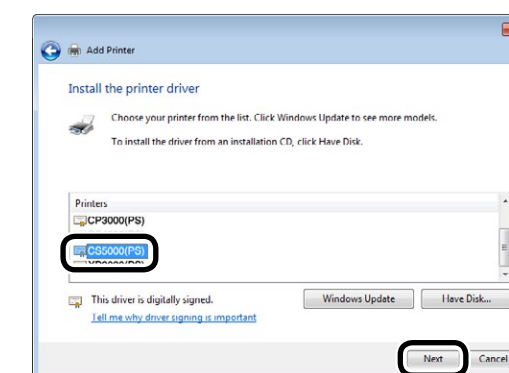 Add Printer
Install the printer driver
Choose your printer from the list. Click Windows Update to see more models.
To install the driver from an installation CD, click Have Disk.
Printers
CP3000(PS)
CS5000(PS)
This driver is digitally signed.
Windows Update
Have Disk...
Tell me why driver signing is important
Next
Cancel